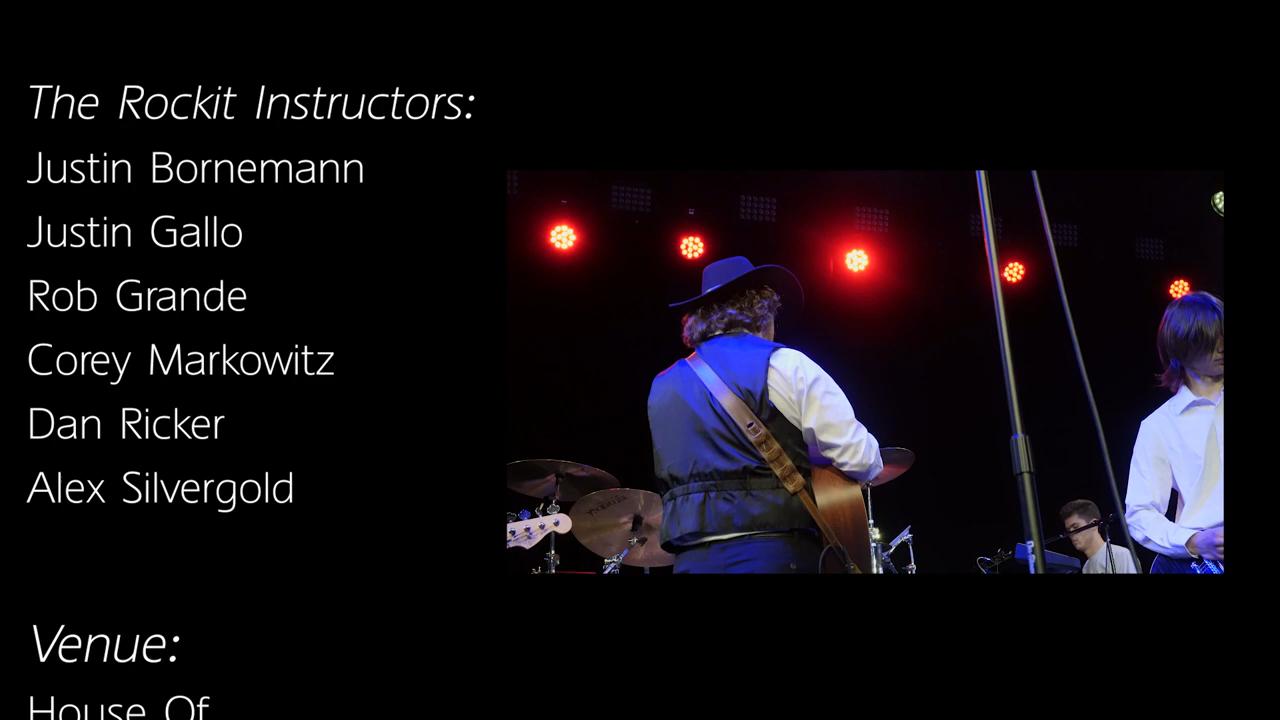 The Rockit Instructors:
Justin Bornemann
Justin Gallo
Rob Grande
Corey Markowitz
Dan Ricker
Alex Silvergold
Venue:
House Of